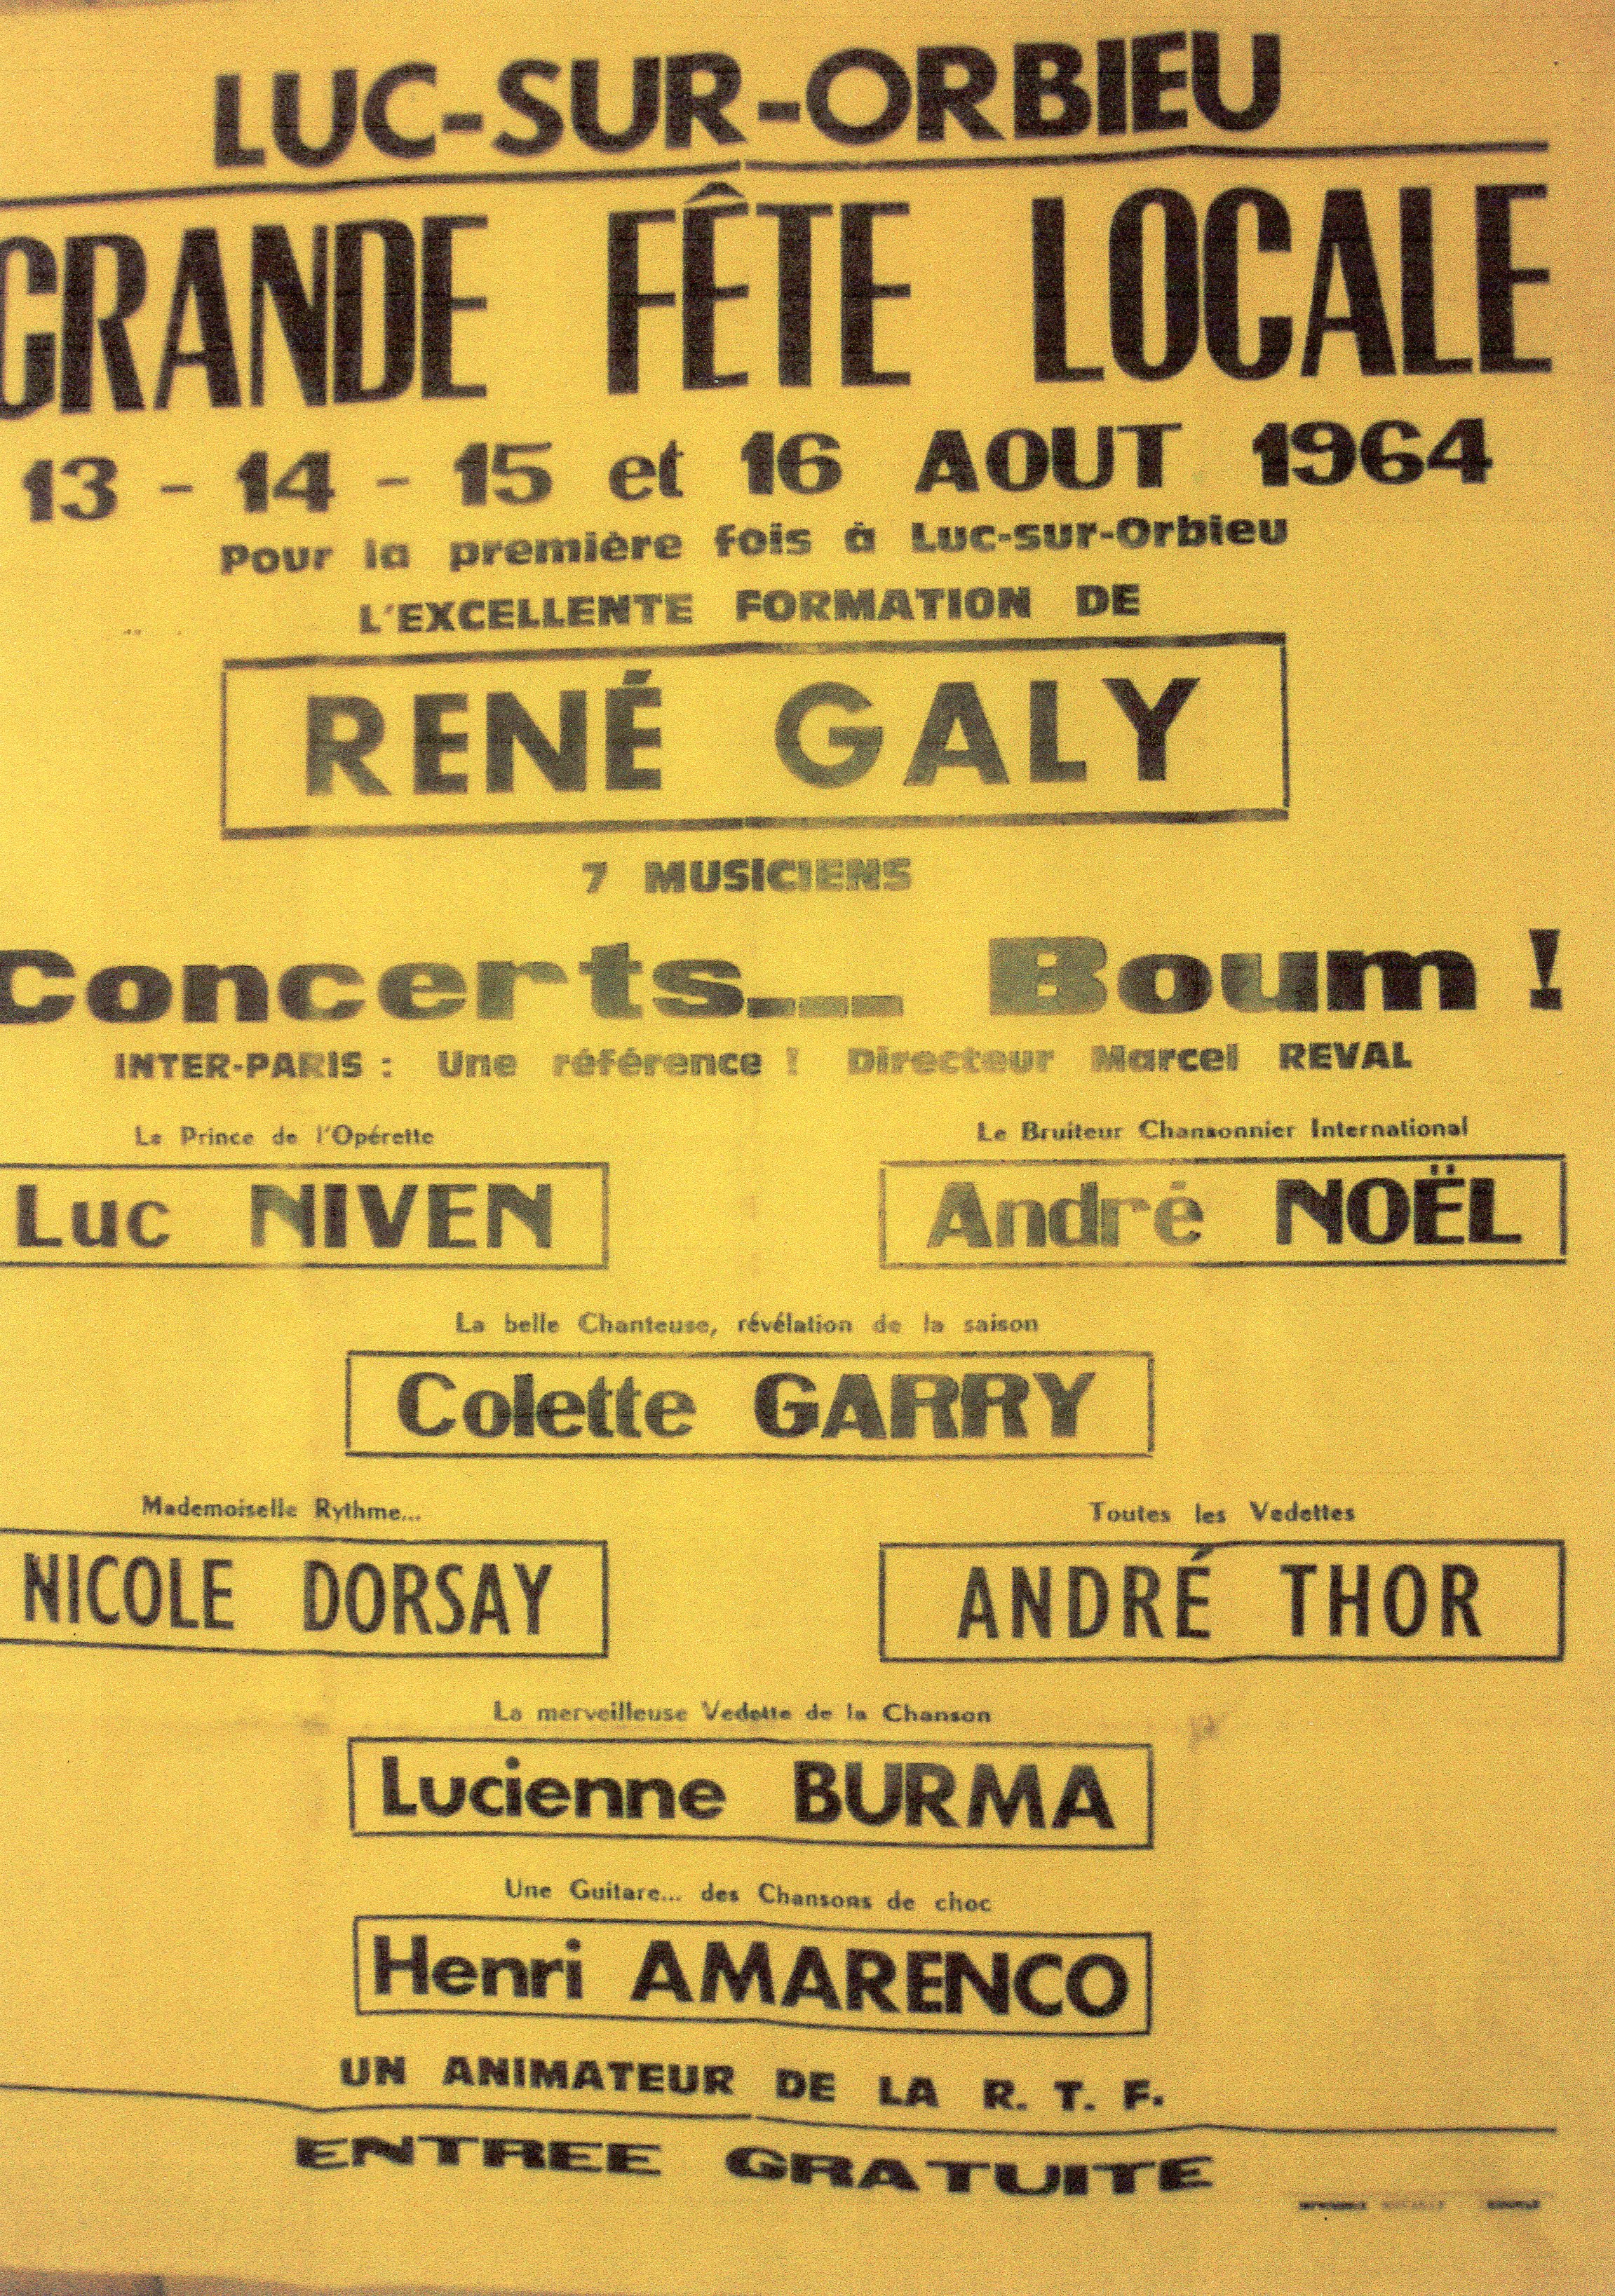 LUC-SUR-ORBIEU
GRANDE FÊTE LOCALE
13 - 14 - 15 et 16 AOUT 1964
Pour la première fois à Luc-sur-Orbieu
L'EXCELLENTE FORMATION DE
RENÉ GALY
7 MUSICIENS
Concerts... Boum !
INTER-PARIS : Une référence ! Directeur Marcel REVAL
Le Prince de l'Opérette
Luc NIVEN
Le Bruiteur Chansonnier International
André NOËL
La belle Chanteuse, révélation de la saison
Colette GARRY
Mademoiselle Rythme...
NICOLE DORSAY
Toutes les Vedettes
ANDRÉ THOR
La merveilleuse Vedette de la Chanson
Lucienne BURMA
Une Guitare... des Chansons de choc
Henri AMARENCO
UN ANIMATEUR DE LA R. T. F.
ENTREE GRATUITE